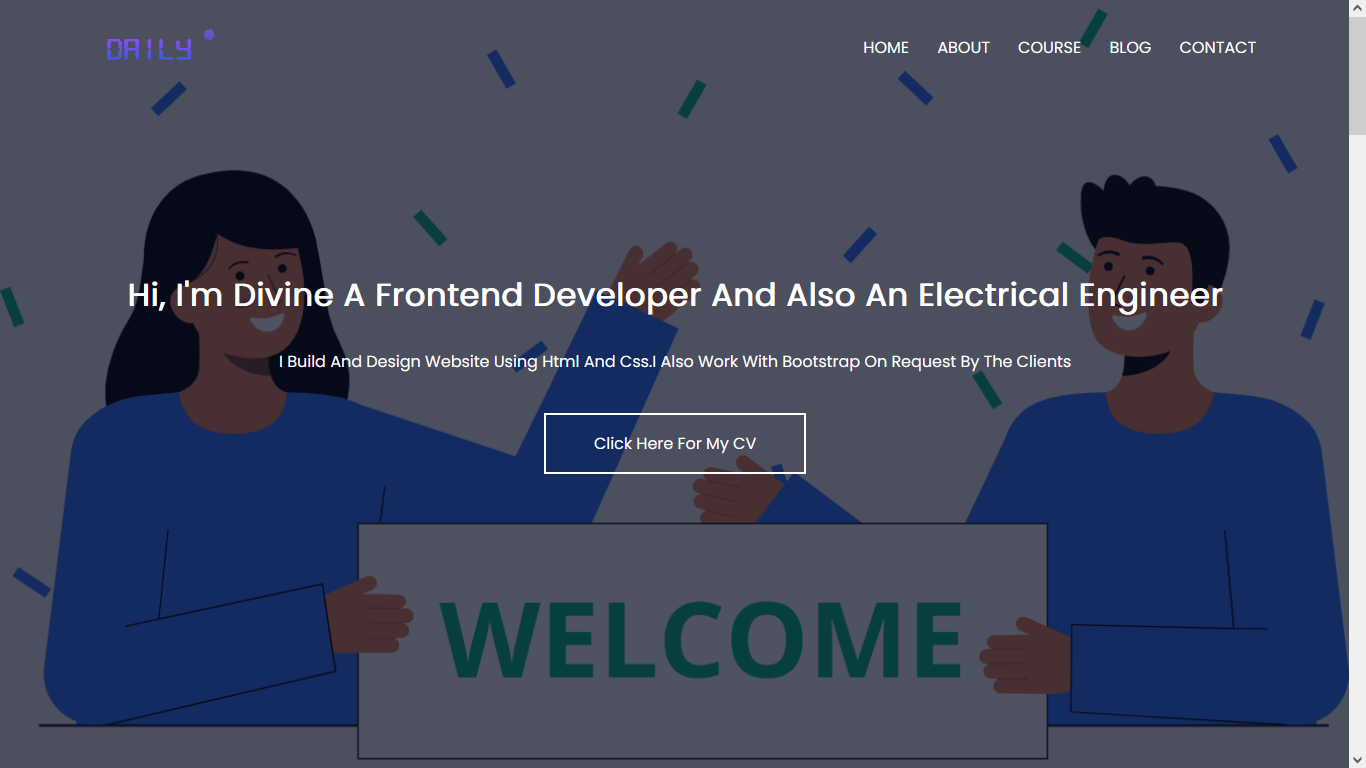 DAILY
HOME ABOUT COURSE BLOG CONTACT
Hi, I'm Divine A Frontend Developer And Also An Electrical Engineer
I Build And Design Website Using Html And Css.I Also Work With Bootstrap On Request By The Clients
Click Here For My CV
WELCOME